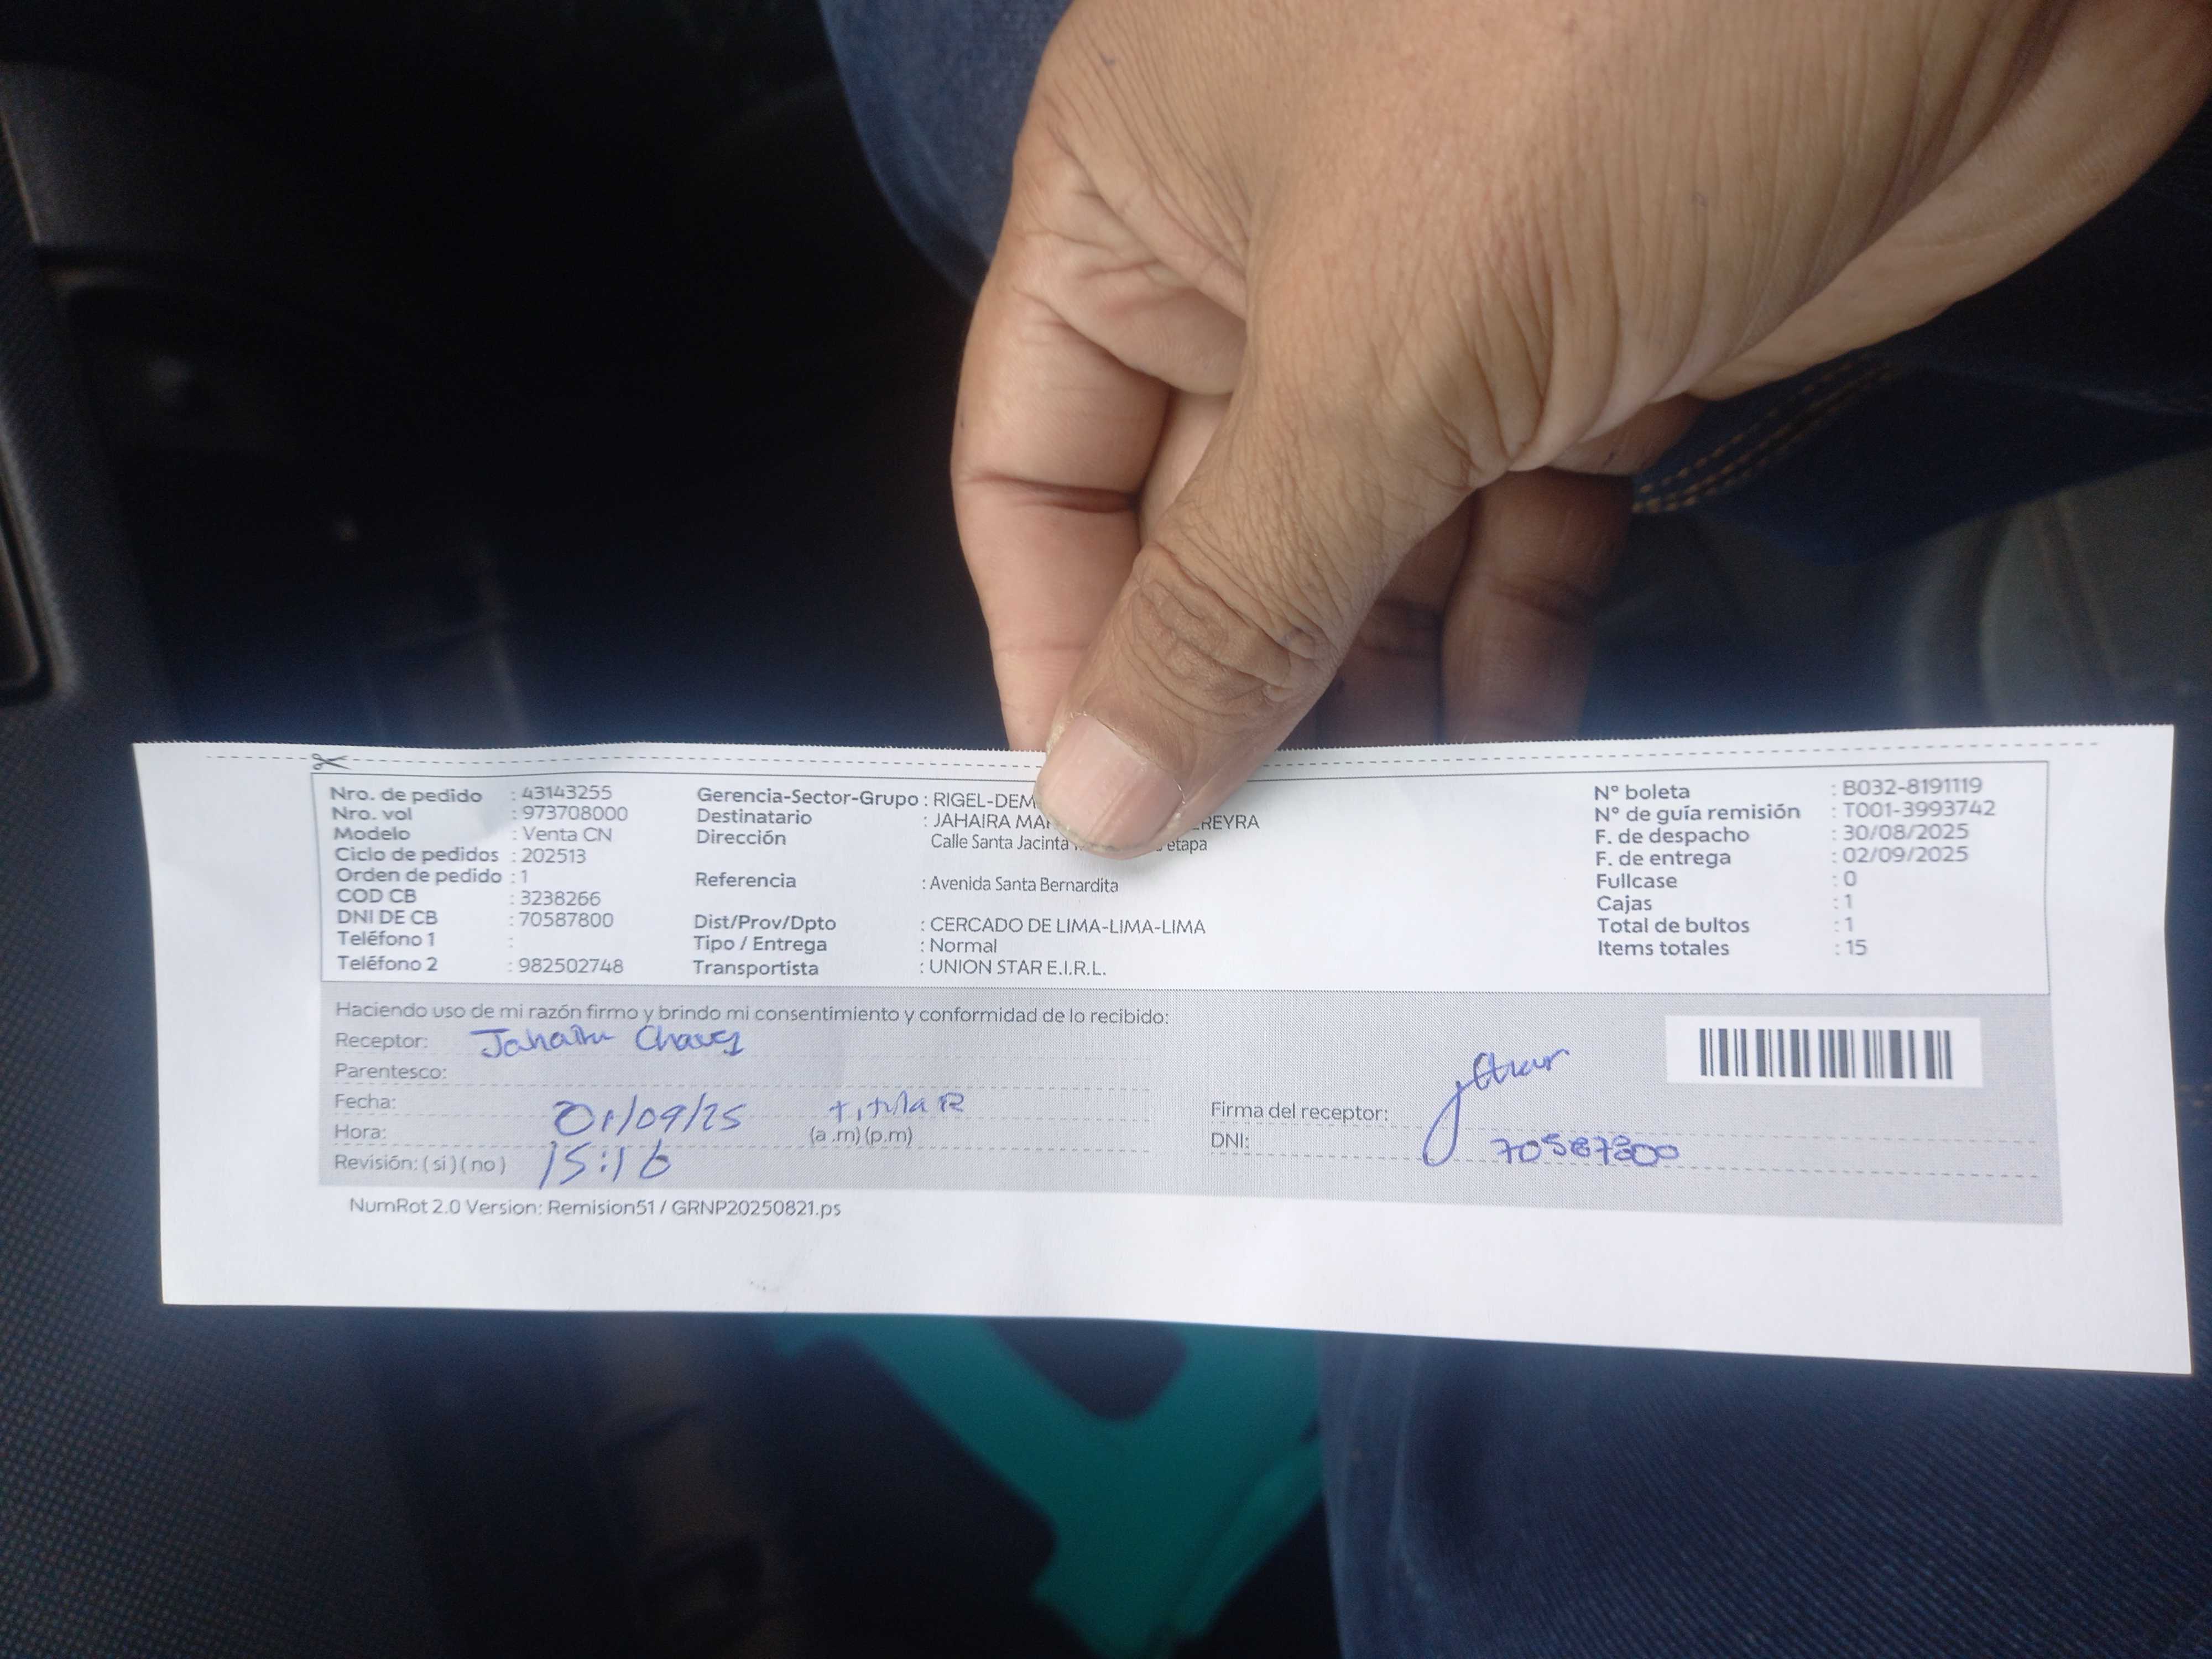 Nro. de pedido : 43143255
Nro. vol : 973708000
Modelo : Venta CN
Ciclo de pedidos : 202513
Orden de pedido : 1
COD CB : 3238266
DNI DE CB : 70587800
Teléfono 1 :
Teléfono 2 : 982502748
Gerencia-Sector-Grupo : RIGEL-DEM
Destinatario : JAHAIRA MA EREYRA
Dirección Calle Santa Jacinta etapa
Referencia : Avenida Santa Bernardita
Dist/Prov/Dpto : CERCADO DE LIMA-LIMA-LIMA
Tipo / Entrega : Normal
Transportista : UNION STAR E.I.R.L.
N° boleta : B032-8191119
N° de guía remisión : T001-3993742
F. de despacho : 30/08/2025
F. de entrega : 02/09/2025
Fullcase : 0
Cajas : 1
Total de bultos : 1
Items totales : 15
Haciendo uso de mi razón firmo y brindo mi consentimiento y conformidad de lo recibido:
Receptor: Jahaira Chavez
Parentesco:
Fecha: 01/09/25 titular
Hora: (a .m) (p.m)
Revisión: ( si ) ( no ) 15:16
Firma del receptor:
DNI: 70587800
NumRot 2.0 Version: Remision51 / GRNP20250821.ps